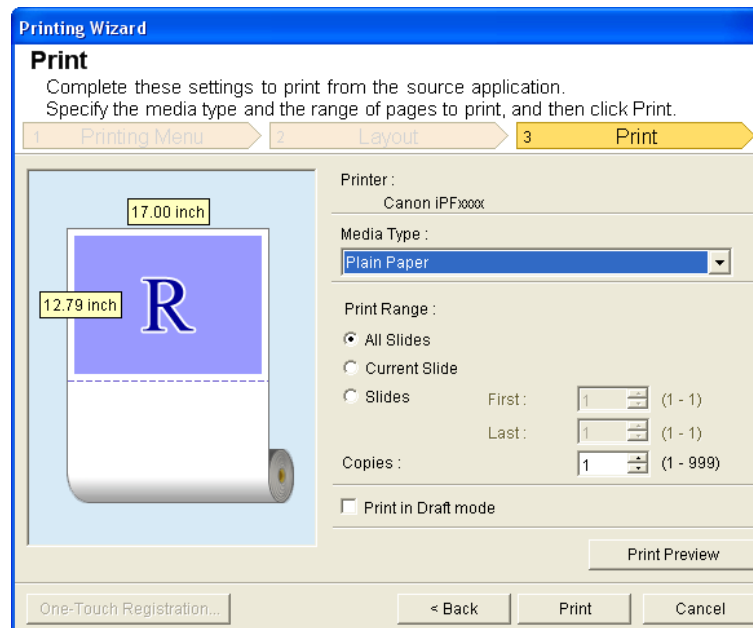 Printing Wizard
Print
Complete these settings to print from the source application.
Specify the media type and the range of pages to print, and then click Print.
1 Printing Menu 2 Layout 3 Print
17.00 inch
12.79 inch
R
Printer :
Canon iPFxxxx
Media Type :
Plain Paper
Print Range :
All Slides
Current Slide
Slides First : 1 (1 - 1)
Last : 1 (1 - 1)
Copies : 1 (1 - 999)
Print in Draft mode
Print Preview
One-Touch Registration... < Back Print Cancel